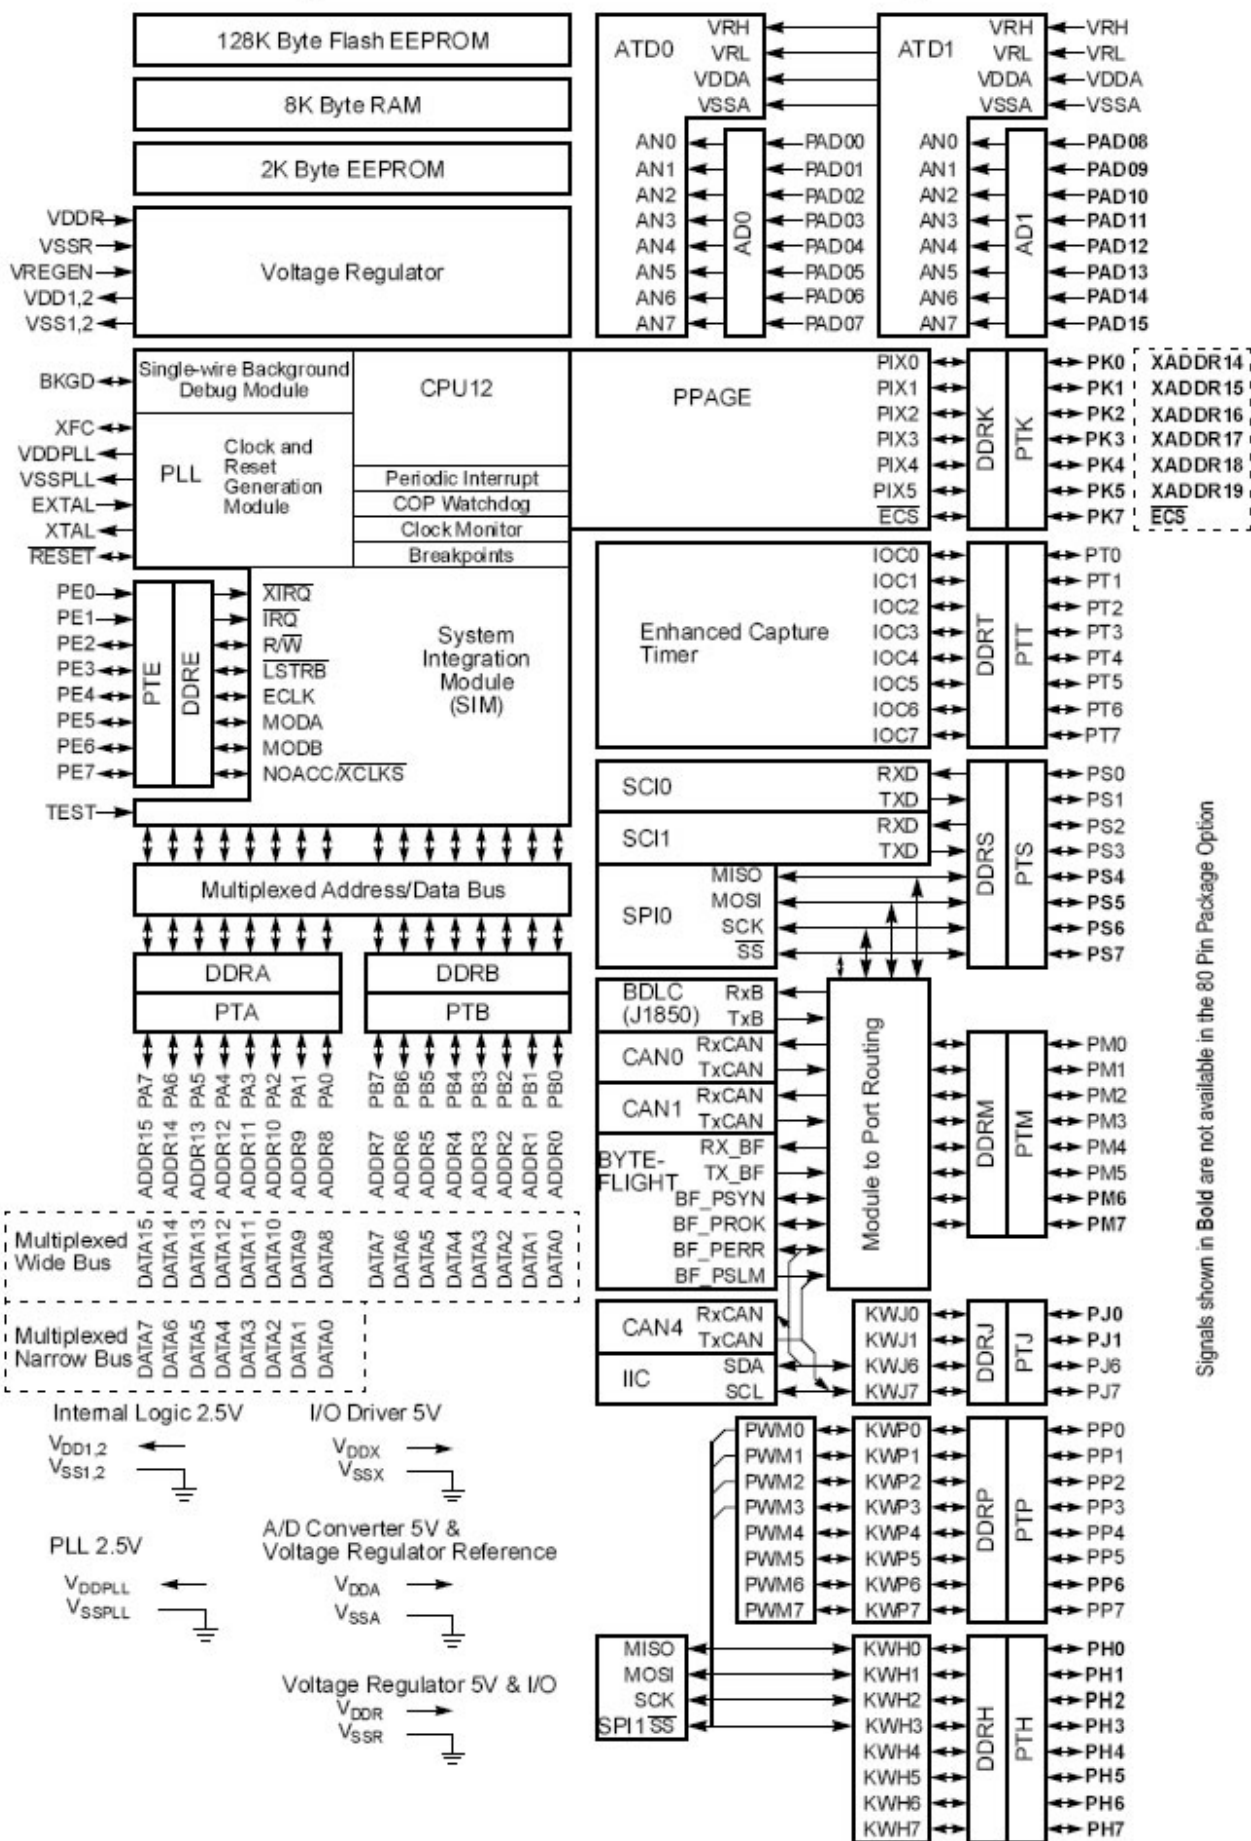 128K Byte Flash EEPROM
8K Byte RAM
2K Byte EEPROM
VDDR
VSSR
VREGEN
VDD1,2
VSS1,2
Voltage Regulator
ATD0
VRH
VRL
VDDA
VSSA
AN0
AN1
AN2
AN3
AN4
AN5
AN6
AN7
AD0
PAD00
PAD01
PAD02
PAD03
PAD04
PAD05
PAD06
PAD07
ATD1
VRH
VRL
VDDA
VSSA
VRH
VRL
VDDA
VSSA
AN0
AN1
AN2
AN3
AN4
AN5
AN6
AN7
AD1
PAD08
PAD09
PAD10
PAD11
PAD12
PAD13
PAD14
PAD15
BKGD
XFC
VDDPLL
VSSPLL
EXTAL
XTAL
RESET
Single-wire Background
Debug Module
CPU12
PLL
Clock and
Reset
Generation
Module
Periodic Interrupt
COP Watchdog
Clock Monitor
Breakpoints
PPAGE
PIX0
PIX1
PIX2
PIX3
PIX4
PIX5
ECS
DDRK
PTK
PK0 XADDR14
PK1 XADDR15
PK2 XADDR16
PK3 XADDR17
PK4 XADDR18
PK5 XADDR19
PK7 ECS
PE0
PE1
PE2
PE3
PE4
PE5
PE6
PE7
TEST
PTE
DDRE
XIRQ
IRQ
R/W
LSTRB
ECLK
MODA
MODB
NOACC/XCLKS
System
Integration
Module
(SIM)
Enhanced Capture
Timer
IOC0
IOC1
IOC2
IOC3
IOC4
IOC5
IOC6
IOC7
DDRT
PTT
PT0
PT1
PT2
PT3
PT4
PT5
PT6
PT7
SCI0
RXD
TXD
SCI1
RXD
TXD
SPI0
MISO
MOSI
SCK
SS
DDRS
PTS
PS0
PS1
PS2
PS3
PS4
PS5
PS6
PS7
Multiplexed Address/Data Bus
DDRA
DDRB
PTA
PTB
PA7
PA6
PA5
PA4
PA3
PA2
PA1
PA0
PB7
PB6
PB5
PB4
PB3
PB2
PB1
PB0
ADDR15
ADDR14
ADDR13
ADDR12
ADDR11
ADDR10
ADDR9
ADDR8
ADDR7
ADDR6
ADDR5
ADDR4
ADDR3
ADDR2
ADDR1
ADDR0
Multiplexed
Wide Bus
DATA15
DATA14
DATA13
DATA12
DATA11
DATA10
DATA9
DATA8
DATA7
DATA6
DATA5
DATA4
DATA3
DATA2
DATA1
DATA0
Multiplexed
Narrow Bus
DATA7
DATA6
DATA5
DATA4
DATA3
DATA2
DATA1
DATA0
BDLC
(J1850)
RxB
TxB
CAN0
RxCAN
TxCAN
CAN1
RxCAN
TxCAN
BYTE-
FLIGHT
RX_BF
TX_BF
BF_PSYN
BF_PROK
BF_PERR
BF_PSLM
Module to Port Routing
DDRM
PTM
PM0
PM1
PM2
PM3
PM4
PM5
PM6
PM7
CAN4
RxCAN
TxCAN
IIC
SDA
SCL
KWJ0
KWJ1
KWJ6
KWJ7
DDRJ
PTJ
PJ0
PJ1
PJ6
PJ7
Internal Logic 2.5V
VDD1,2
VSS1,2
I/O Driver 5V
VDDX
VSSX
PLL 2.5V
VDDPLL
VSSPLL
A/D Converter 5V &
Voltage Regulator Reference
VDDA
VSSA
Voltage Regulator 5V & I/O
VDDR
VSSR
PWM0
PWM1
PWM2
PWM3
PWM4
PWM5
PWM6
PWM7
KWP0
KWP1
KWP2
KWP3
KWP4
KWP5
KWP6
KWP7
DDRP
PTP
PP0
PP1
PP2
PP3
PP4
PP5
PP6
PP7
MISO
MOSI
SCK
SPI1 SS
KWH0
KWH1
KWH2
KWH3
KWH4
KWH5
KWH6
KWH7
DDRH
PTH
PH0
PH1
PH2
PH3
PH4
PH5
PH6
PH7
Signals shown in Bold are not available in the 80 Pin Package Option